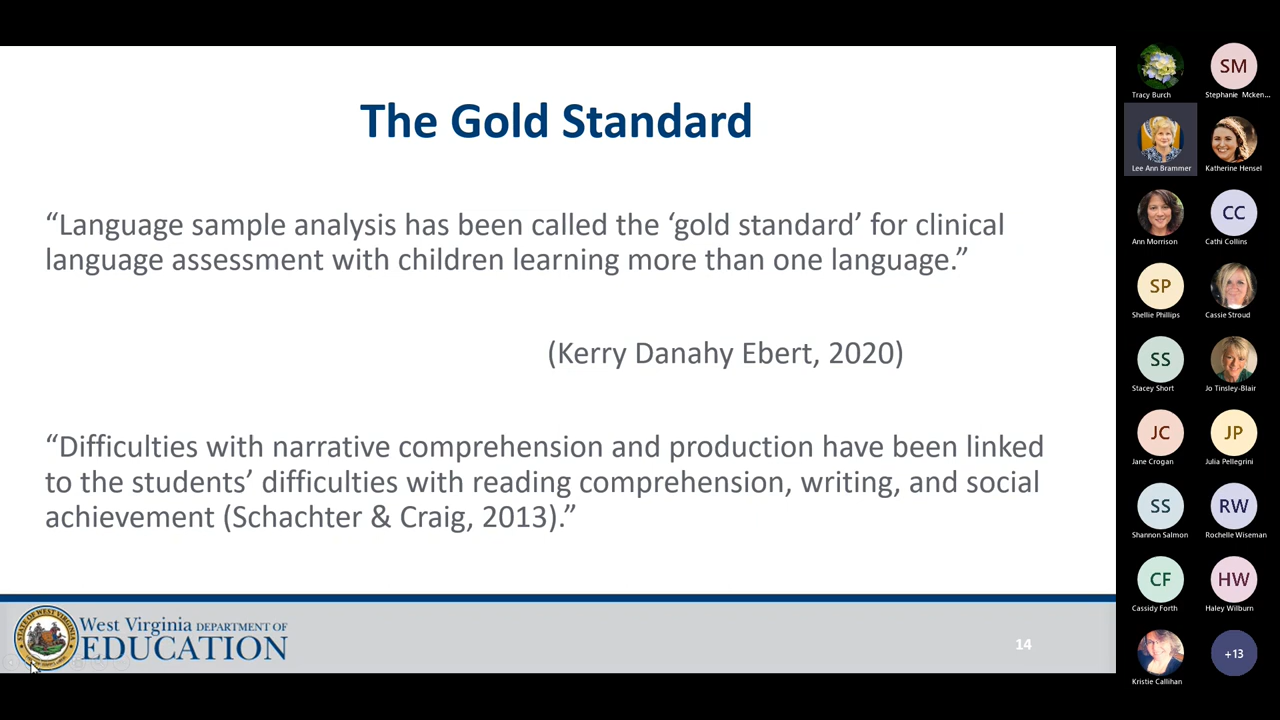 The Gold Standard
“Language sample analysis has been called the ‘gold standard’ for clinical
language assessment with children learning more than one language.”
(Kerry Danahy Ebert, 2020)
“Difficulties with narrative comprehension and production have been linked
to the students’ difficulties with reading comprehension, writing, and social
achievement (Schachter & Craig, 2013).”
West Virginia DEPARTMENT OF
EDUCATION
14
Tracy Burch
SM
Stephanie Mcken...
Lee Ann Brammer
Katherine Hensel
Ann Morrison
CC
Cathi Collins
SP
Shellie Phillips
Cassie Stroud
SS
Stacey Short
Jo Tinsley-Blair
JC
Jane Crogan
JP
Julia Pellegrini
SS
Shannon Salmon
RW
Rochelle Wiseman
CF
Cassidy Forth
HW
Haley Wilburn
Kristie Callihan
+13